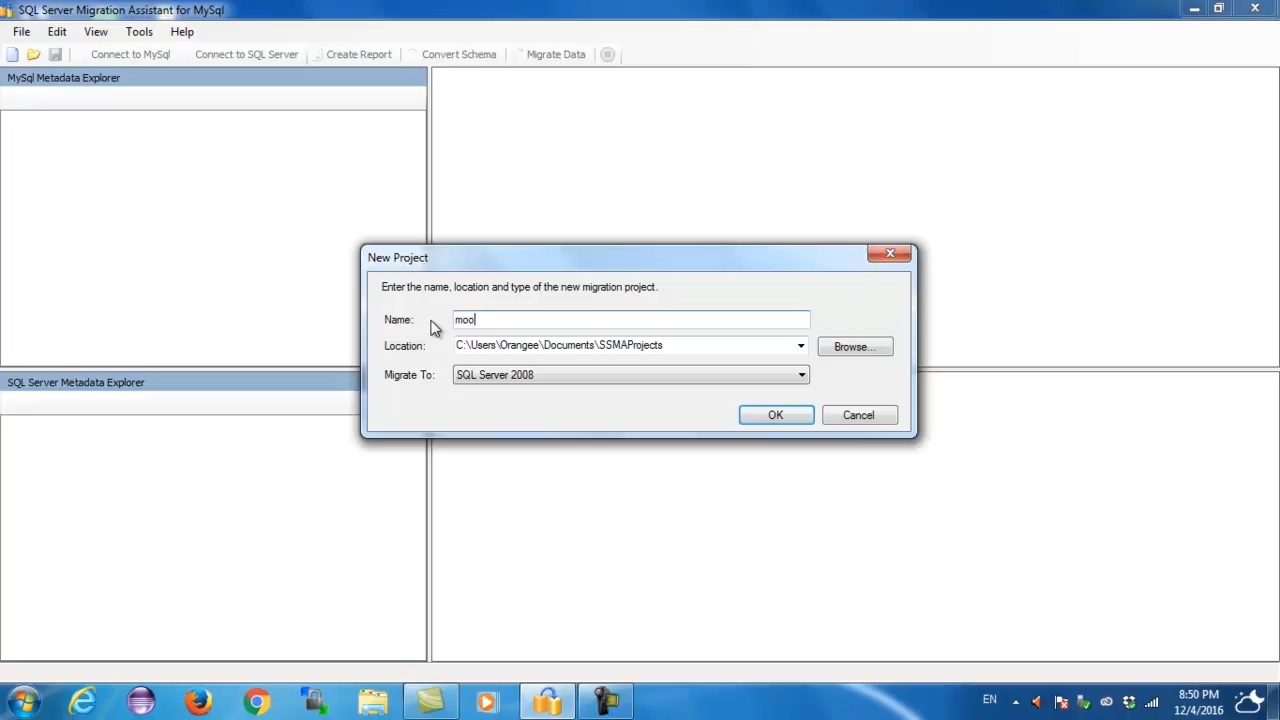 SQL Server Migration Assistant for MySql
File Edit View Tools Help
Connect to MySql Connect to SQL Server Create Report Convert Schema Migrate Data
MySql Metadata Explorer
New Project
Enter the name, location and type of the new migration project.
Name: moo
Location: C:\Users\Orangee\Documents\SSMAProjects Browse...
Migrate To: SQL Server 2008
SQL Server Metadata Explorer
OK Cancel
EN 8:50 PM
12/4/2016